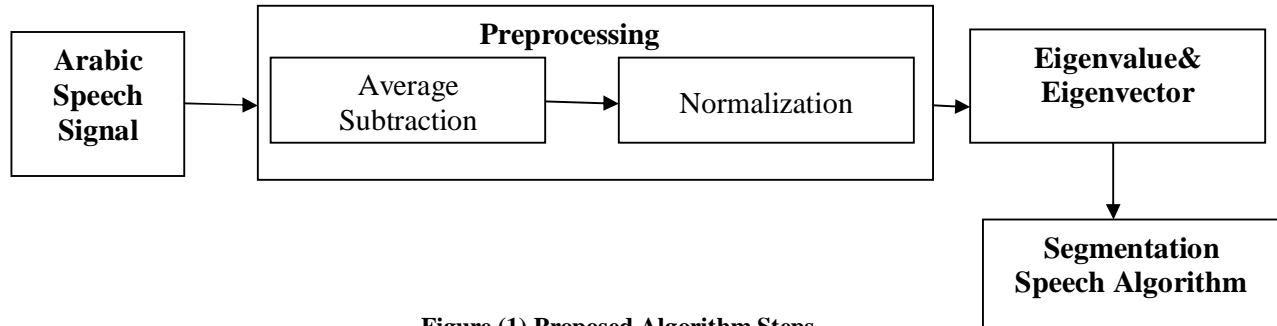 Preprocessing
Arabic
Speech
Signal
Average
Subtraction
Normalization
Eigenvalue&
Eigenvector
Segmentation
Speech Algorithm
Figure (1) Proposed Algorithm Steps